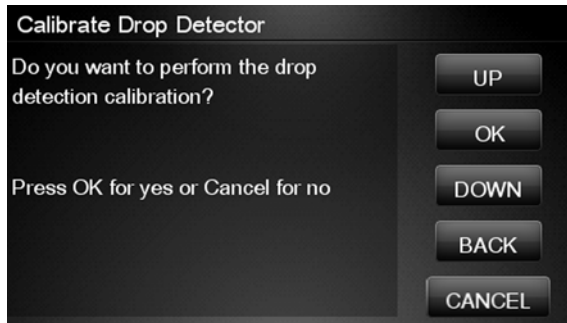 Calibrate Drop Detector
Do you want to perform the drop
detection calibration?
Press OK for yes or Cancel for no
UP
OK
DOWN
BACK
CANCEL